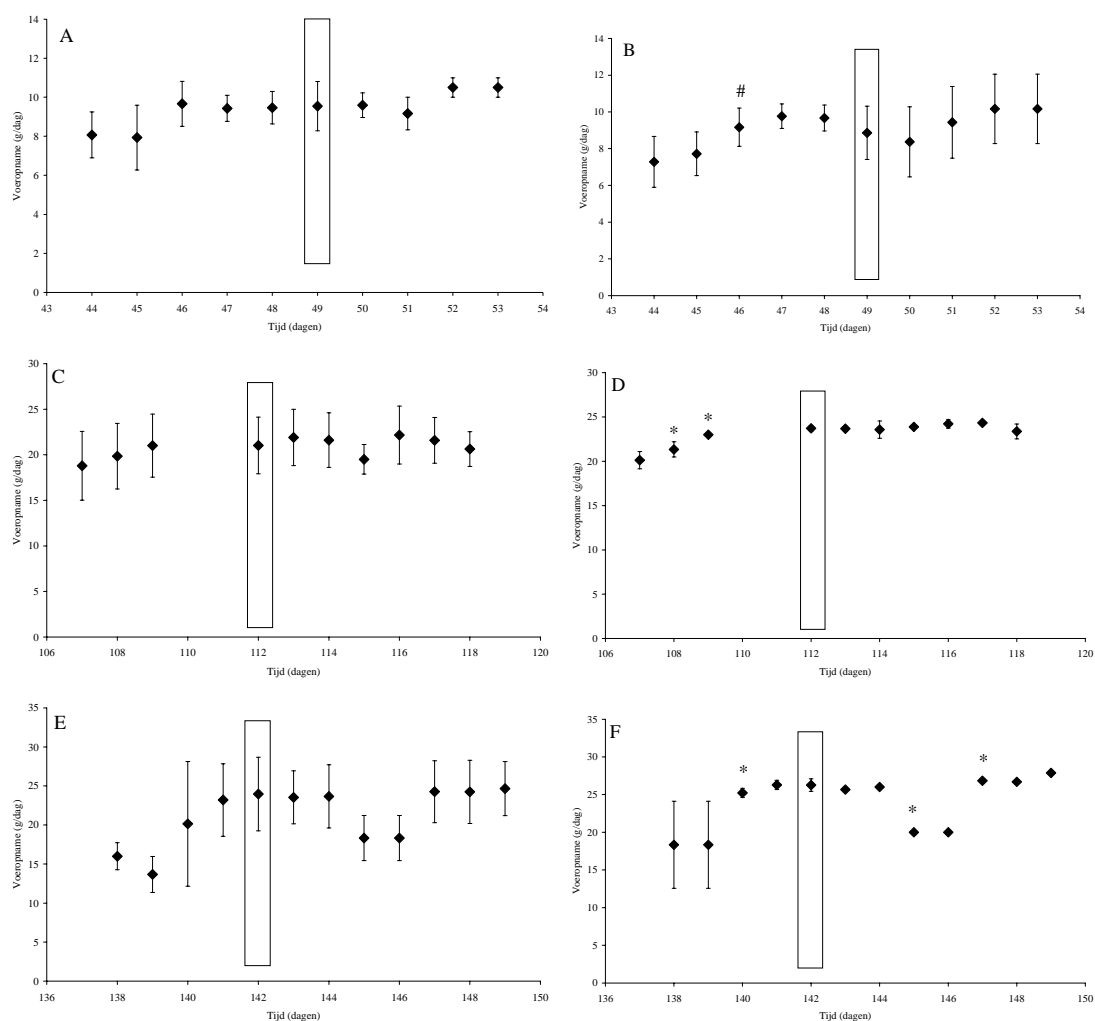 A
Voeropname (g/dag)
14
12
10
8
6
4
2
0
43 44 45 46 47 48 49 50 51 52 53 54
Tijd (dagen)
B
#
Voeropname (g/dag)
14
12
10
8
6
4
2
0
43 44 45 46 47 48 49 50 51 52 53 54
Tijd (dagen)
C
Voeropname (g/dag)
30
25
20
15
10
5
0
106 108 110 112 114 116 118 120
Tijd (dagen)
D
* *
Voeropname (g/dag)
30
25
20
15
10
5
0
106 108 110 112 114 116 118 120
Tijd (dagen)
E
Voeropname (g/dag)
35
30
25
20
15
10
5
0
136 138 140 142 144 146 148 150
Tijd (dagen)
F
* * *
Voeropname (g/dag)
35
30
25
20
15
10
5
0
136 138 140 142 144 146 148 150
Tijd (dagen)